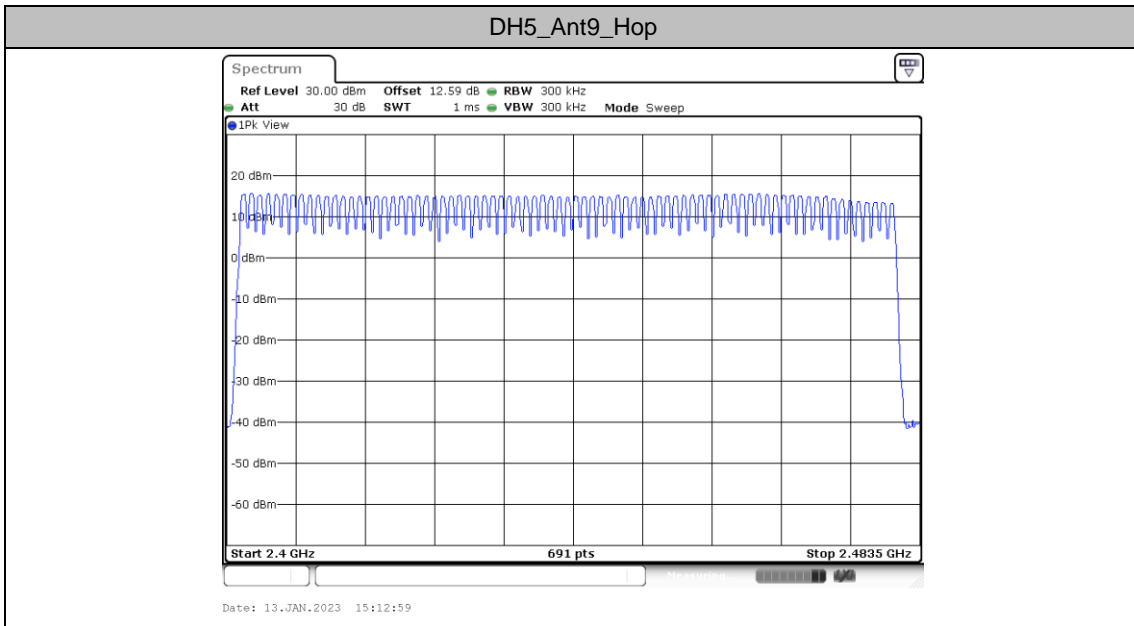 DH5_Ant9_Hop
Spectrum
Ref Level 30.00 dBm Offset 12.59 dB RBW 300 kHz
Att 30 dB SWT 1 ms VBW 300 kHz Mode Sweep
1Pk View
20 dBm
10 dBm
0 dBm
-10 dBm
-20 dBm
-30 dBm
-40 dBm
-50 dBm
-60 dBm
Start 2.4 GHz 691 pts Stop 2.4835 GHz
Measuring...
Date: 13.JAN.2023 15:12:59